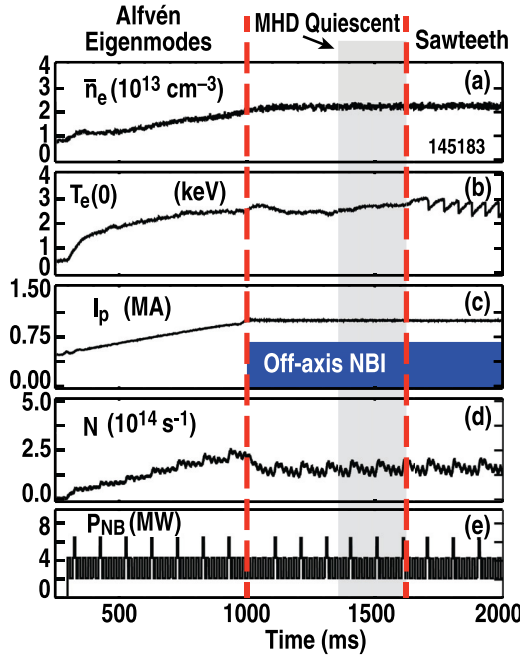 Alfvén
Eigenmodes
MHD Quiescent
Sawteeth
4
3
2
1
0
n̄e (10¹³ cm⁻³)
(a)
145183
4
3
2
1
0
Te(0) (keV)
(b)
1.50
0.75
0.00
Ip (MA)
(c)
Off-axis NBI
5.0
2.5
0.0
N (10¹⁴ s⁻¹)
(d)
8
4
0
PNB (MW)
(e)
500 1000 1500 2000
Time (ms)